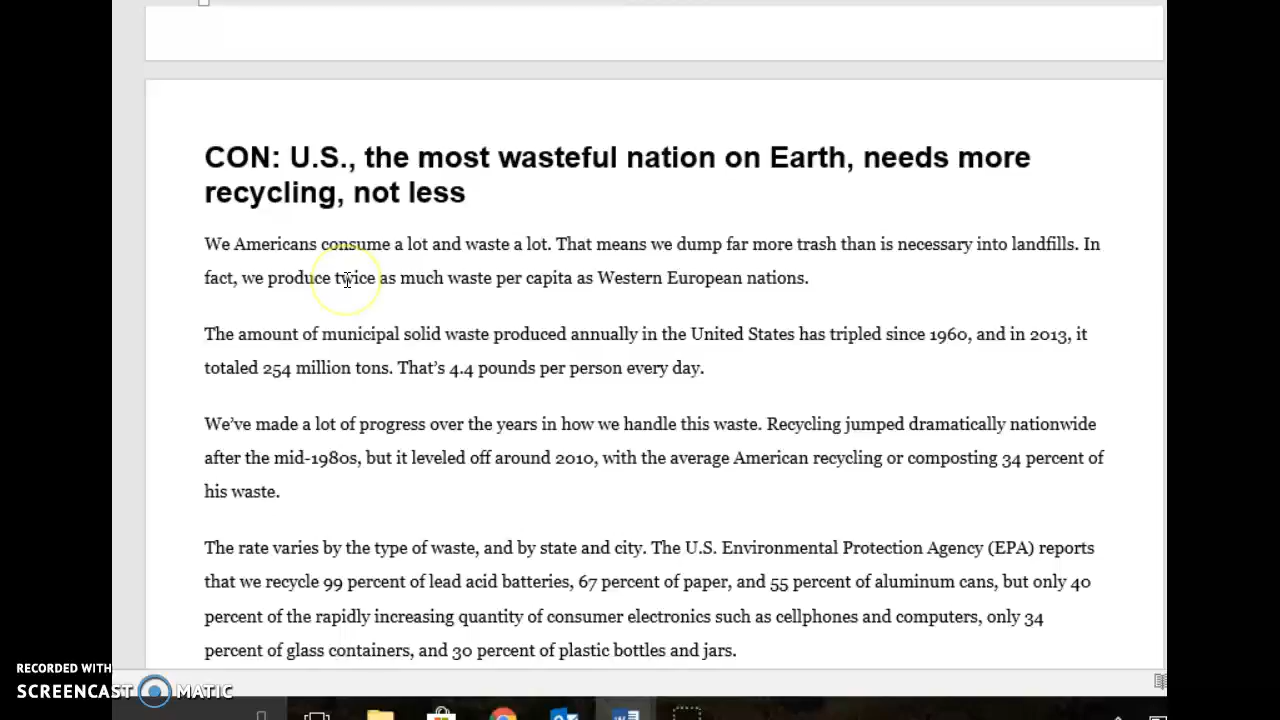 CON: U.S., the most wasteful nation on Earth, needs more
recycling, not less
We Americans consume a lot and waste a lot. That means we dump far more trash than is necessary into landfills. In
fact, we produce twice as much waste per capita as Western European nations.
The amount of municipal solid waste produced annually in the United States has tripled since 1960, and in 2013, it
totaled 254 million tons. That’s 4.4 pounds per person every day.
We’ve made a lot of progress over the years in how we handle this waste. Recycling jumped dramatically nationwide
after the mid-1980s, but it leveled off around 2010, with the average American recycling or composting 34 percent of
his waste.
The rate varies by the type of waste, and by state and city. The U.S. Environmental Protection Agency (EPA) reports
that we recycle 99 percent of lead acid batteries, 67 percent of paper, and 55 percent of aluminum cans, but only 40
percent of the rapidly increasing quantity of consumer electronics such as cellphones and computers, only 34
percent of glass containers, and 30 percent of plastic bottles and jars.
RECORDED WITH
SCREENCAST MATIC